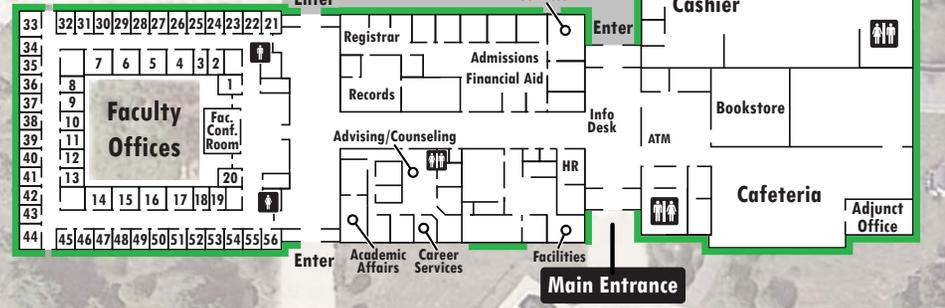 Enter
Cashier
33 32 31 30 29 28 27 26 25 24 23 22 21
Enter
34
Registrar
35
7 6 5 4 3 2
Admissions
Financial Aid
36
8
1
37
9
Records
Bookstore
38
10
Faculty
Offices
Fac.
Conf.
Room
Info
Desk
39
11
Advising/Counseling
ATM
40
12
41
13
20
HR
42
14 15 16 17 18 19
Cafeteria
43
Adjunct
Office
44 45 46 47 48 49 50 51 52 53 54 55 56
Enter
Academic
Affairs
Career
Services
Facilities
Main Entrance